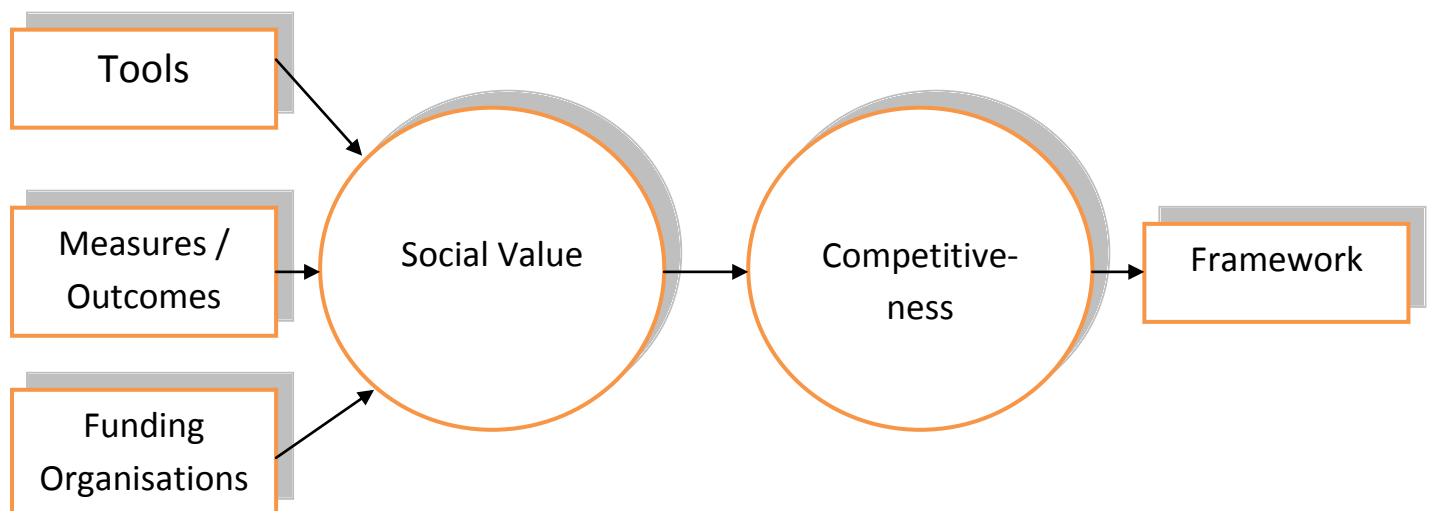 Tools
Measures /
Outcomes
Funding
Organisations
Social Value
Competitive-
ness
Framework